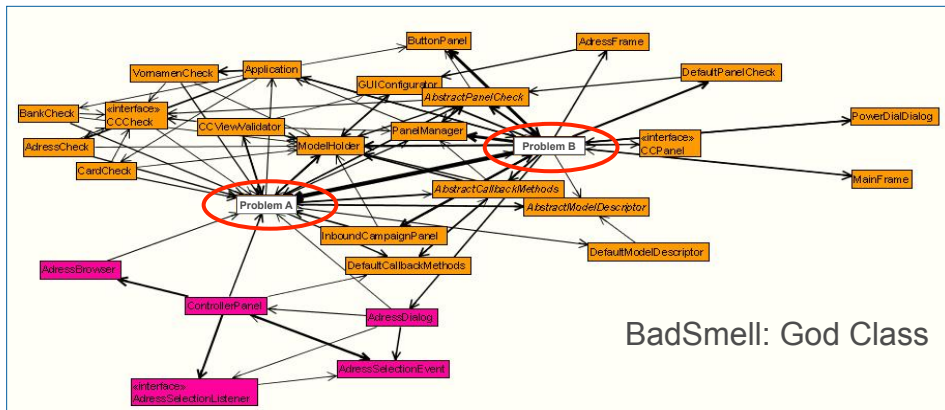 ButtonPanel
AdressFrame
VornamenCheck
Application
DefaultPanelCheck
GUIConfigurator
AbstractPanelCheck
BankCheck
«interface»
CCCheck
CCViewValidator
PanelManager
PowerDialDialog
AdressCheck
ModelHolder
Problem B
«interface»
CCPanel
CardCheck
MainFrame
AbstractCallbackMethods
Problem A
AbstractModelDescriptor
InboundCampaignPanel
DefaultModelDescriptor
AdressBrowser
DefaultCallbackMethods
ControllerPanel
AdressDialog
BadSmell: God Class
AdressSelectionEvent
«interface»
AdressSelectionListener